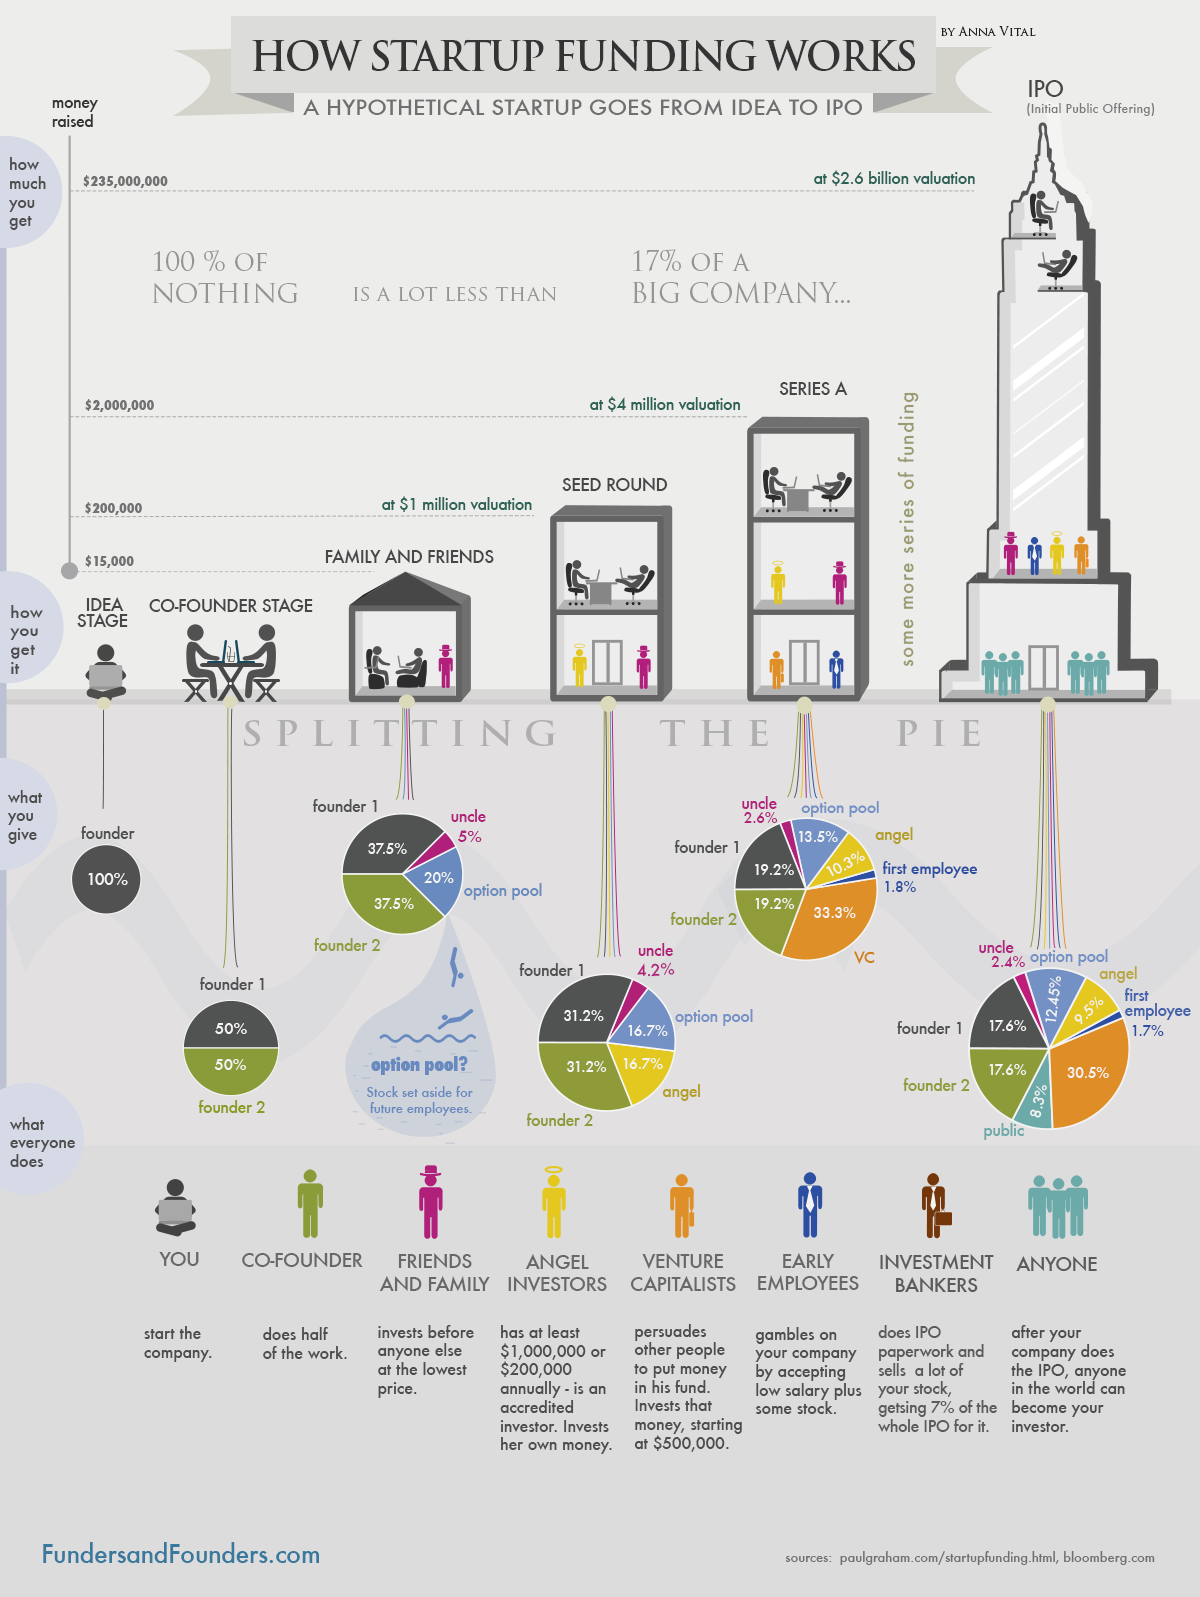 HOW STARTUP FUNDING WORKS
BY ANNA VITAL
A HYPOTHETICAL STARTUP GOES FROM IDEA TO IPO
IPO
(Initial Public Offering)
money
raised
how
much
you
get
$235,000,000
at $2.6 billion valuation
100 % OF
NOTHING
IS A LOT LESS THAN
17% OF A
BIG COMPANY...
$2,000,000
at $4 million valuation
SERIES A
some more series of funding
$200,000
at $1 million valuation
SEED ROUND
$15,000
FAMILY AND FRIENDS
IDEA
STAGE
CO-FOUNDER STAGE
how
you
get
it
SPLITTING THE PIE
what
you
give
founder
100%
founder 1
50%
50%
founder 2
founder 1
uncle
5%
37.5%
20%
option pool
37.5%
founder 2
option pool?
Stock set aside for
future employees.
founder 1
uncle
4.2%
31.2%
16.7%
option pool
31.2%
16.7%
angel
founder 2
uncle
2.6%
option pool
13.5%
angel
founder 1
19.2%
10.3%
first employee
1.8%
founder 2
19.2%
33.3%
VC
uncle
2.4%
option pool
angel
12.45%
9.5%
first
employee
1.7%
founder 1
17.6%
founder 2
17.6%
30.5%
8.3%
public
what
everyone
does
YOU
start the
company.
CO-FOUNDER
does half
of the work.
FRIENDS
AND FAMILY
invests before
anyone else
at the lowest
price.
ANGEL
INVESTORS
has at least
$1,000,000 or
$200,000
annually - is an
accredited
investor. Invests
her own money.
VENTURE
CAPITALISTS
persuades
other people
to put money
in his fund.
Invests that
money, starting
at $500,000.
EARLY
EMPLOYEES
gambles on
your company
by accepting
low salary plus
some stock.
INVESTMENT
BANKERS
does IPO
paperwork and
sells a lot of
your stock,
getsing 7% of the
whole IPO for it.
ANYONE
after your
company does
the IPO, anyone
in the world can
become your
investor.
FundersandFounders.com
sources: paulgraham.com/startupfunding.html, bloomberg.com